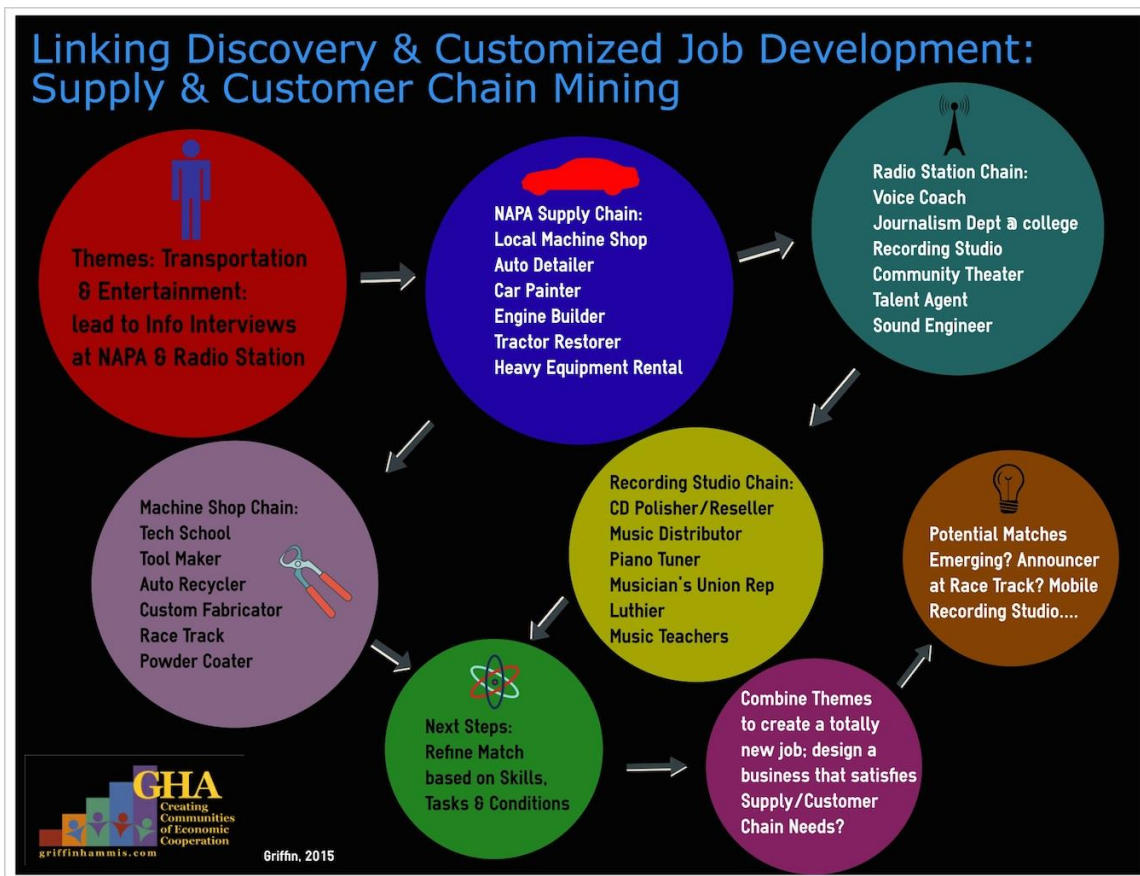 Linking Discovery & Customized Job Development:
Supply & Customer Chain Mining
Themes: Transportation
& Entertainment:
lead to Info Interviews
at NAPA & Radio Station
NAPA Supply Chain:
Local Machine Shop
Auto Detailer
Car Painter
Engine Builder
Tractor Restorer
Heavy Equipment Rental
Radio Station Chain:
Voice Coach
Journalism Dept @ college
Recording Studio
Community Theater
Talent Agent
Sound Engineer
Machine Shop Chain:
Tech School
Tool Maker
Auto Recycler
Custom Fabricator
Race Track
Powder Coater
Recording Studio Chain:
CD Polisher/Reseller
Music Distributor
Piano Tuner
Musician's Union Rep
Luthier
Music Teachers
Next Steps:
Refine Match
based on Skills,
Tasks & Conditions
Combine Themes
to create a totally
new job; design a
business that satisfies
Supply/Customer
Chain Needs?
Potential Matches
Emerging? Announcer
at Race Track? Mobile
Recording Studio....
GHA
Creating
Communities
of Economic
Cooperation
griffinhammis.com
Griffin, 2015